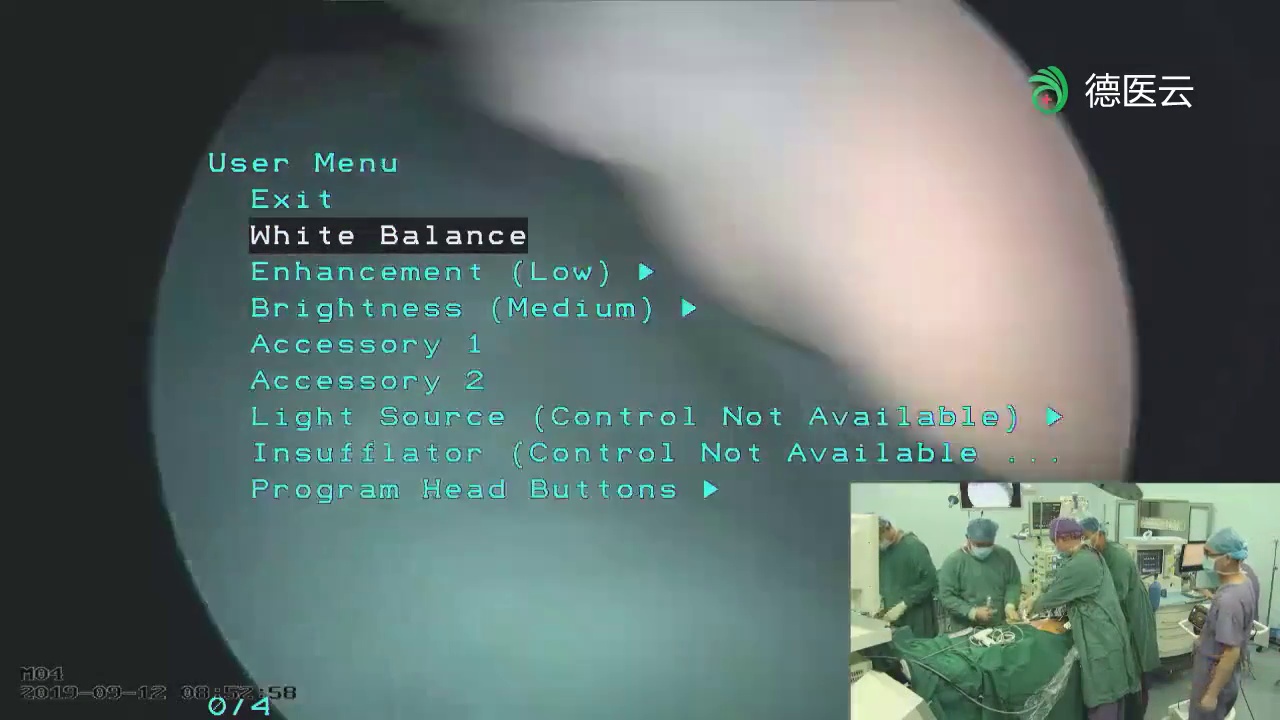 德医云
User Menu
Exit
White Balance
Enhancement (Low) ▶
Brightness (Medium) ▶
Accessory 1
Accessory 2
Light Source (Control Not Available) ▶
Insufflator (Control Not Available ...
Program Head Buttons ▶
M04
2019-09-12 08:52:58
0/4